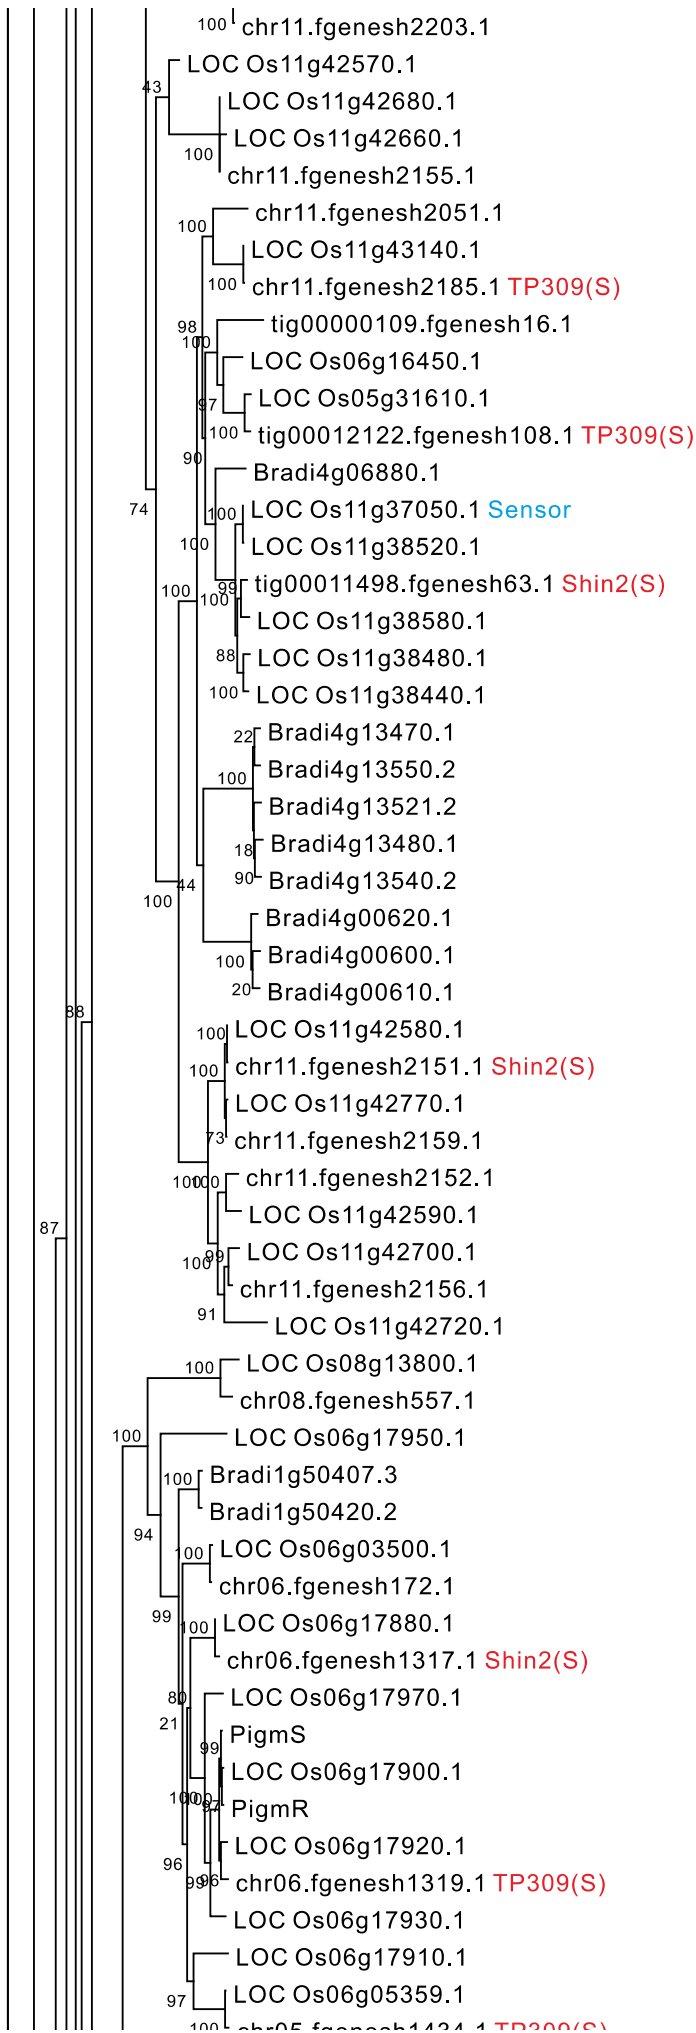 100 chr11.fgenesh2203.1
LOC Os11g42570.1
43
LOC Os11g42680.1
LOC Os11g42660.1
100
chr11.fgenesh2155.1
chr11.fgenesh2051.1
100
LOC Os11g43140.1
100 chr11.fgenesh2185.1 TP309(S)
tig00000109.fgenesh16.1
98
100
LOC Os06g16450.1
LOC Os05g31610.1
97
100 tig00012122.fgenesh108.1 TP309(S)
90
Bradi4g06880.1
74
100 LOC Os11g37050.1 Sensor
100 LOC Os11g38520.1
tig00011498.fgenesh63.1 Shin2(S)
100
99
100
LOC Os11g38580.1
88 LOC Os11g38480.1
100 LOC Os11g38440.1
22 Bradi4g13470.1
Bradi4g13550.2
100
Bradi4g13521.2
18 Bradi4g13480.1
90 Bradi4g13540.2
44
100
Bradi4g00620.1
Bradi4g00600.1
100
20 Bradi4g00610.1
88
100 LOC Os11g42580.1
100 chr11.fgenesh2151.1 Shin2(S)
LOC Os11g42770.1
73 chr11.fgenesh2159.1
100
100
chr11.fgenesh2152.1
LOC Os11g42590.1
87
LOC Os11g42700.1
99
100
chr11.fgenesh2156.1
91
LOC Os11g42720.1
100 LOC Os08g13800.1
chr08.fgenesh557.1
100 LOC Os06g17950.1
100 Bradi1g50407.3
Bradi1g50420.2
94
100 LOC Os06g03500.1
chr06.fgenesh172.1
99
100 LOC Os06g17880.1
chr06.fgenesh1317.1 Shin2(S)
80 LOC Os06g17970.1
21
PigmS
99
LOC Os06g17900.1
100
100
97
PigmR
LOC Os06g17920.1
96
99
96
chr06.fgenesh1319.1 TP309(S)
LOC Os06g17930.1
LOC Os06g17910.1
97
LOC Os06g05359.1
100 chr05.fgenesh1434.1 TP309(S)